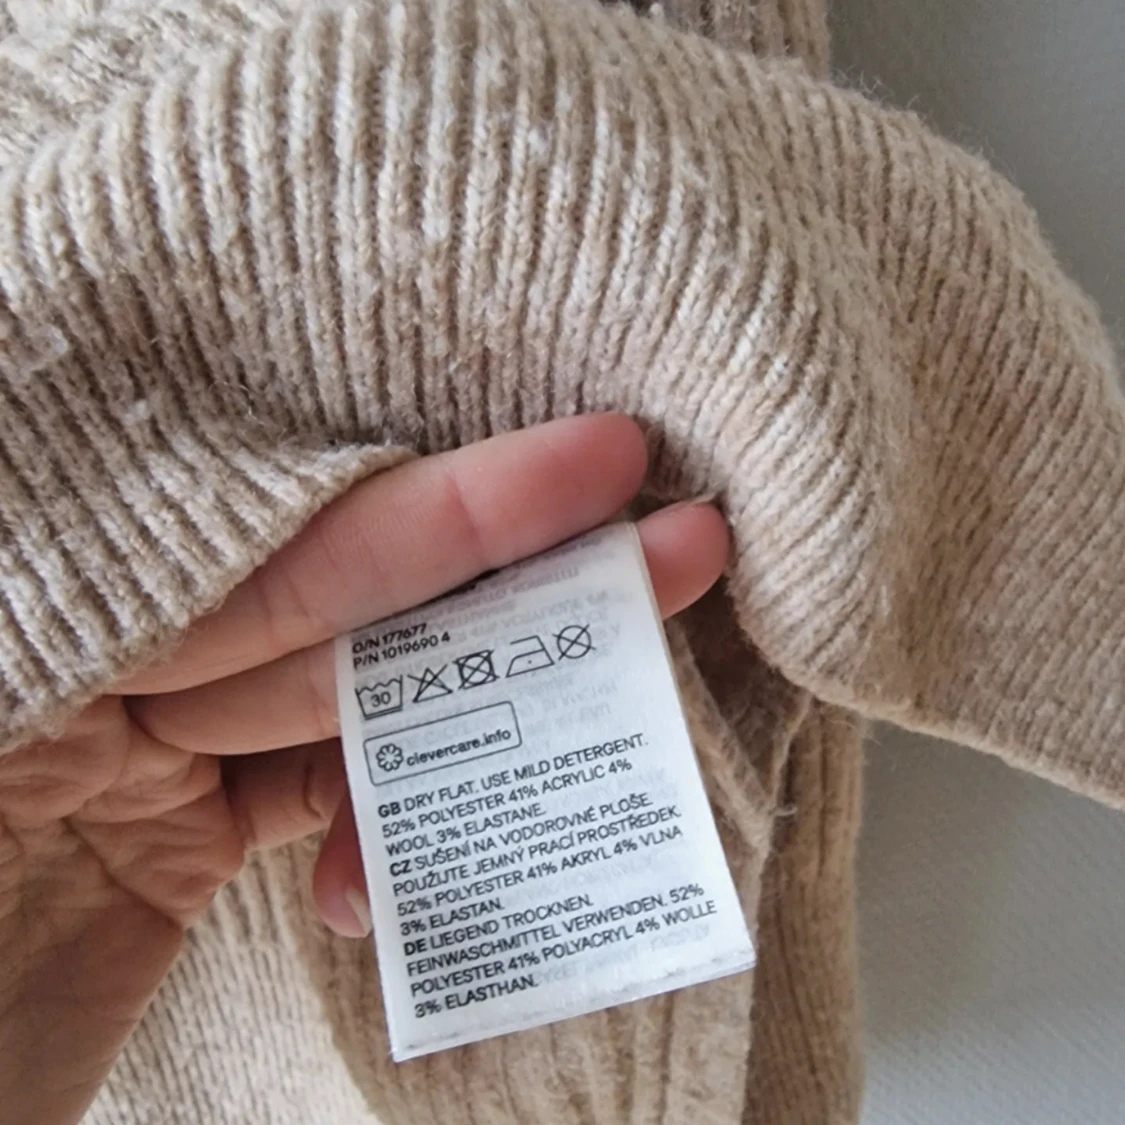 O/N 177677
P/N 1019690 4
30
clevercare.info
GB DRY FLAT. USE MILD DETERGENT.
52% POLYESTER 41% ACRYLIC 4%
WOOL 3% ELASTANE.
CZ SUŠENÍ NA VODOROVNÉ PLOŠE.
POUŽIJTE JEMNÝ PRACÍ PROSTŘEDEK.
52% POLYESTER 41% AKRYL 4% VLNA
3% ELASTAN.
DE LIEGEND TROCKNEN.
FEINWASCHMITTEL VERWENDEN. 52%
POLYESTER 41% POLYACRYL 4% WOLLE
3% ELASTHAN.